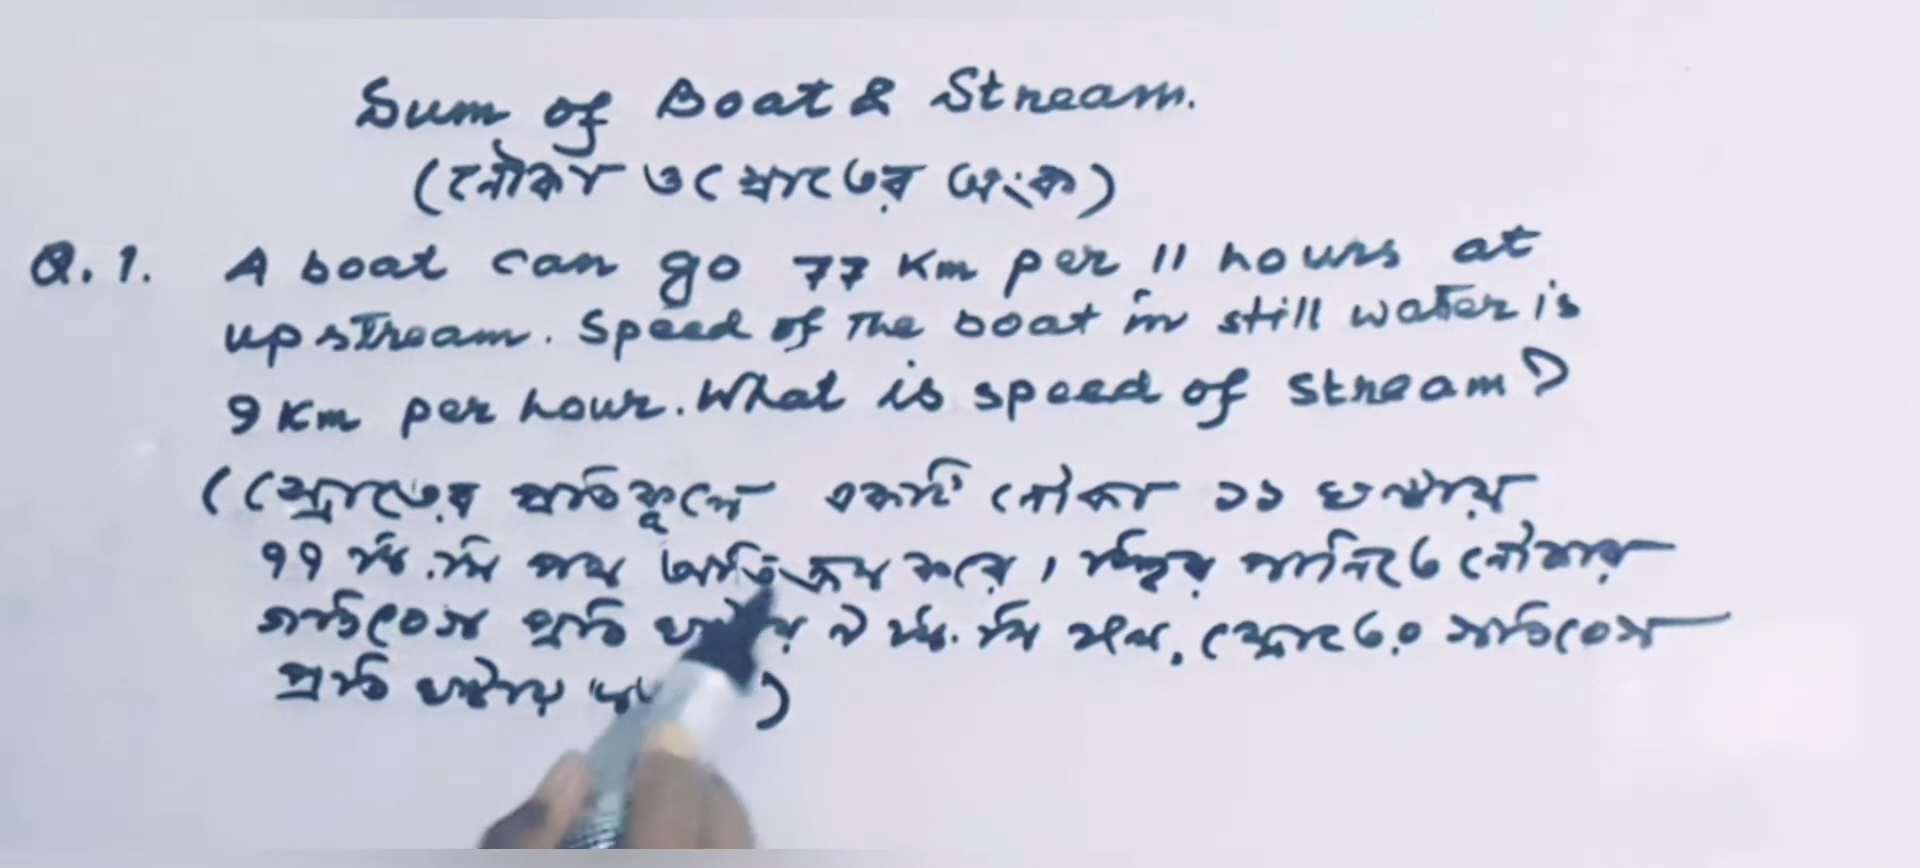 Sum of Boat & Stream.
(নৌকা ও স্রোতের অংক)
Q. 1. A boat can go 77 Km per 11 hours at
upstream. Speed of The boat in still water is
9 Km per hour. What is speed of stream?
(স্রোতের প্রতিকূলে একটি নৌকা ১১ ঘন্টায়
৭৭ কি.মি পথ অতিক্রম করে। স্থির পানিতে নৌকার
গতিবেগ প্রতি ঘন্টায় ৯ কি.মি হলে, স্রোতের গতিবেগ
প্রতি ঘন্টায় )